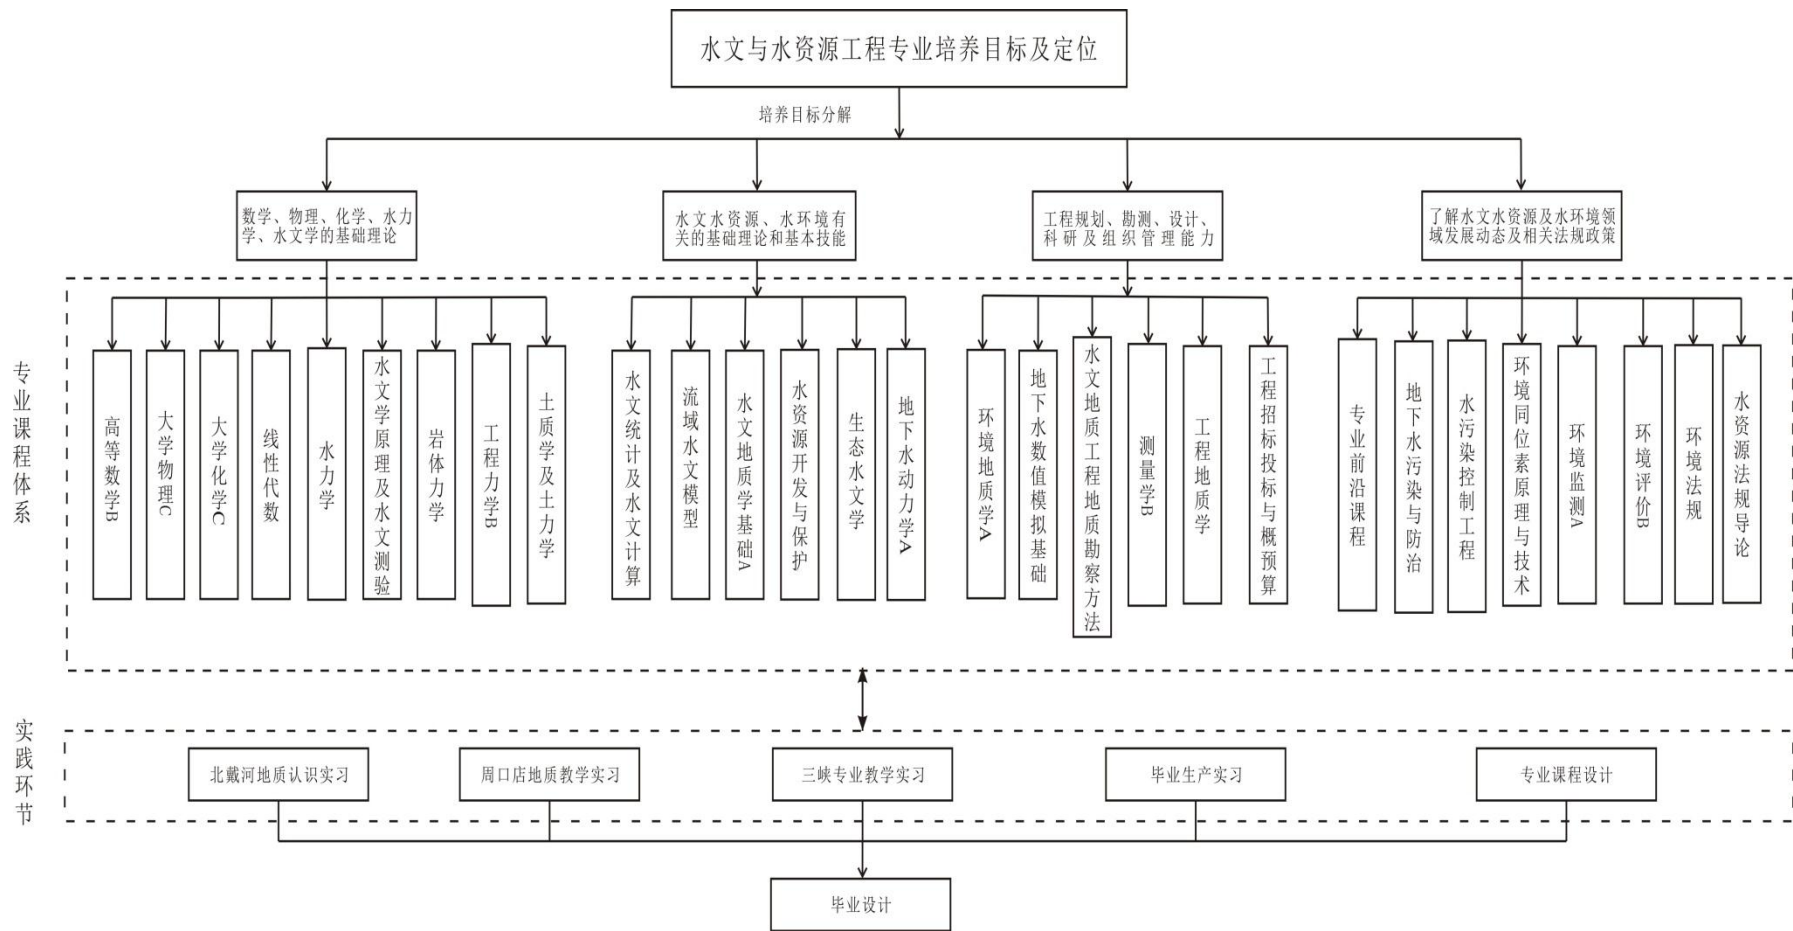 水文与水资源工程专业培养目标及定位
培养目标分解
数学、物理、化学、水力
学、水文学的基础理论
水文水资源、水环境有
关的基础理论和基本技能
工程规划、勘测、设计、
科研及组织管理能力
了解水文水资源及水环境领
域发展动态及相关法规政策
专业课程体系
高等数学B
大学物理C
大学化学C
线性代数
水力学
水文学原理及水文测验
岩体力学
工程力学B
土质学及土力学
水文统计及水文计算
流域水文模型
水文地质学基础A
水资源开发与保护
生态水文学
地下水动力学A
环境地质学A
地下水数值模拟基础
水文地质工程地质勘察方法
测量学B
工程地质学
工程招标投标与概预算
专业前沿课程
地下水污染与防治
水污染控制工程
环境同位素原理与技术
环境监测A
环境评价B
环境法规
水资源法规导论
实践环节
北戴河地质认识实习
周口店地质教学实习
三峡专业教学实习
毕业生产实习
专业课程设计
毕业设计